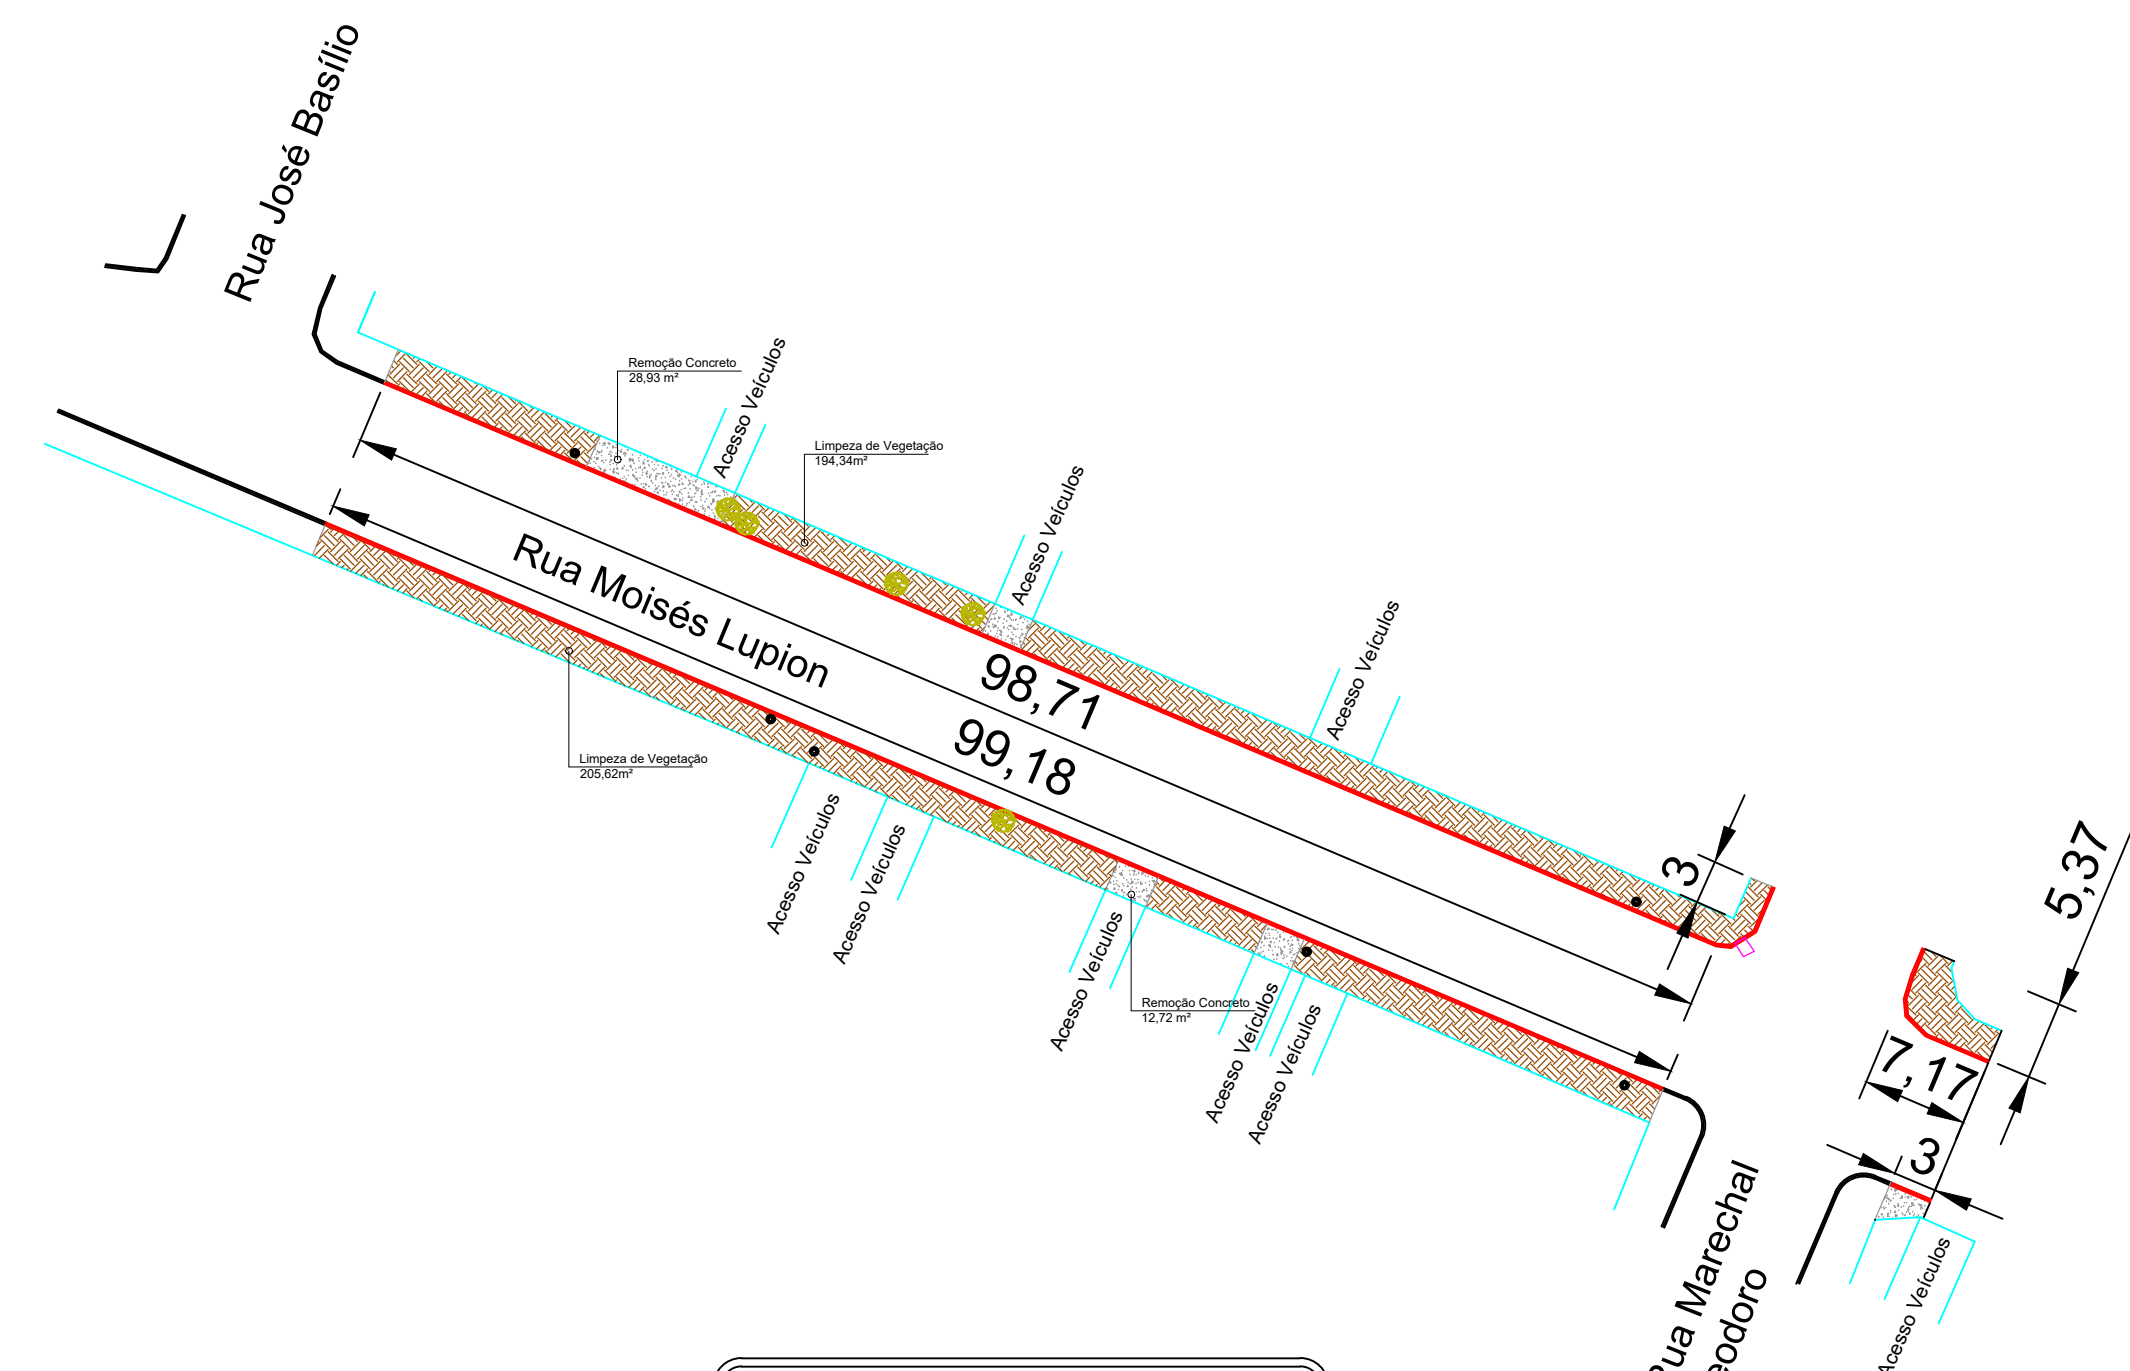 Rua José Basílio
Remoção Concreto
28,93 m²
Acesso Veículos
Limpeza de Vegetação
194,34m²
Acesso Veículos
Rua Moisés Lupion
98,71
99,18
Acesso Veículos
Limpeza de Vegetação
205,62m²
Acesso Veículos
Acesso Veículos
Acesso Veículos
Remoção Concreto
12,72 m²
Acesso Veículos
Acesso Veículos
3
5,37
7,17
3
Rua Marechal
eodoro
Acesso Veículos